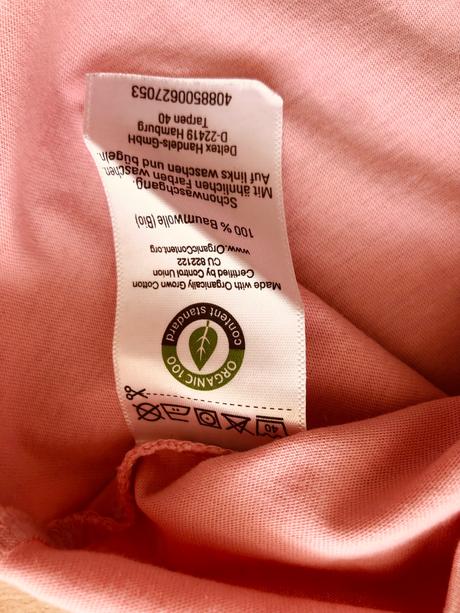 40
ORGANIC 100
content standard
Made with Organically Grown Cotton
Certified by Control Union
CU 822122
www.OrganicContent.org
100 % Baumwolle (Bio)
Schonwaschgang.
Mit ähnlichen Farben waschen.
Auf links waschen und bügeln.
Deltex Handels-GmbH
Tarpen 40
D-22419 Hamburg
4088500627053